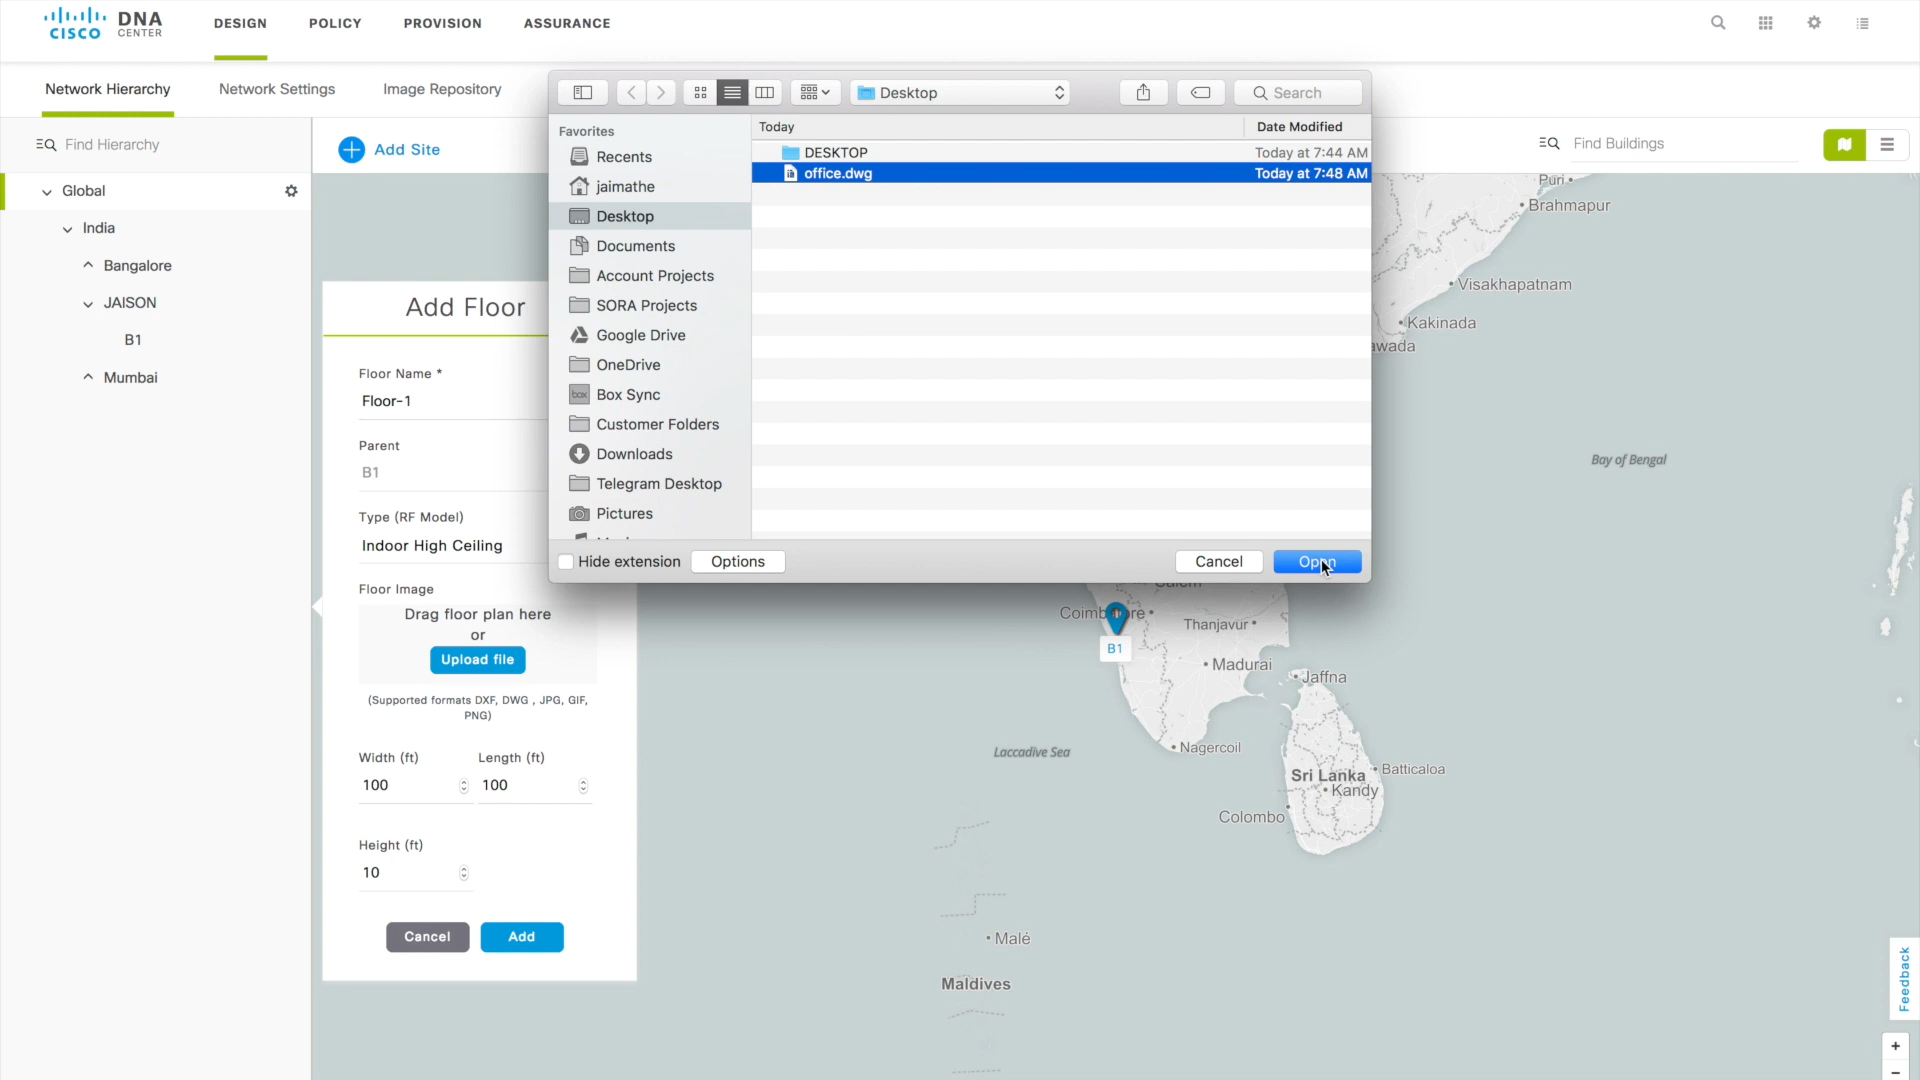 CISCO
DNA
CENTER
DESIGN
POLICY
PROVISION
ASSURANCE
Network Hierarchy
Network Settings
Image Repository
Desktop
Search
Find Hierarchy
Add Site
Find Buildings
Favorites
Today
Date Modified
Recents
DESKTOP
Today at 7:44 AM
jaimathe
office.dwg
Today at 7:48 AM
Desktop
Documents
Account Projects
SORA Projects
Google Drive
OneDrive
Box Sync
box
Customer Folders
Downloads
Telegram Desktop
Pictures
Hide extension
Options
Cancel
Open
Global
India
Bangalore
JAISON
B1
Mumbai
Add Floor
Floor Name *
Floor-1
Parent
B1
Type (RF Model)
Indoor High Ceiling
Floor Image
Drag floor plan here
or
Upload file
(Supported formats DXF, DWG , JPG, GIF,
PNG)
Width (ft)
Length (ft)
100
100
Height (ft)
10
Cancel
Add
Puri
Brahmapur
Visakhapatnam
Kakinada
awada
Bay of Bengal
Thanjavur
B1
Madurai
Jaffna
Nagercoil
Laccadive Sea
Sri Lanka
Batticaloa
Kandy
Colombo
Malé
Maldives
Feedback
+
−